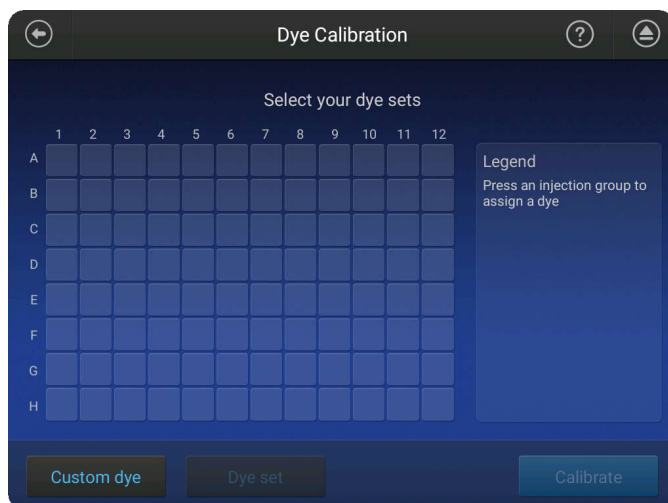 Dye Calibration
?
Select your dye sets
1 2 3 4 5 6 7 8 9 10 11 12
A
B
C
D
E
F
G
H
Legend
Press an injection group to
assign a dye
Custom dye
Dye set
Calibrate